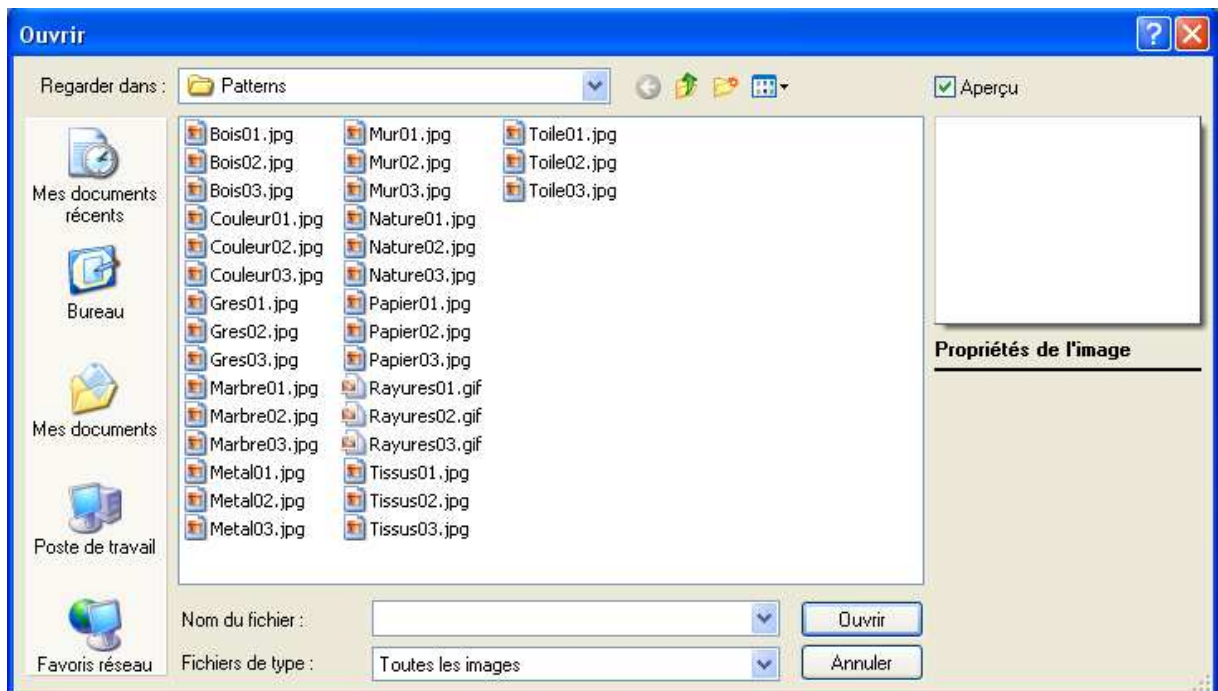 Ouvrir
Regarder dans :
Patterns
Aperçu
Mes documents
récents
Bureau
Mes documents
Poste de travail
Favoris réseau
Bois01.jpg
Bois02.jpg
Bois03.jpg
Couleur01.jpg
Couleur02.jpg
Couleur03.jpg
Gres01.jpg
Gres02.jpg
Gres03.jpg
Marbre01.jpg
Marbre02.jpg
Marbre03.jpg
Metal01.jpg
Metal02.jpg
Metal03.jpg
Mur01.jpg
Mur02.jpg
Mur03.jpg
Nature01.jpg
Nature02.jpg
Nature03.jpg
Papier01.jpg
Papier02.jpg
Papier03.jpg
Rayures01.gif
Rayures02.gif
Rayures03.gif
Tissus01.jpg
Tissus02.jpg
Tissus03.jpg
Toile01.jpg
Toile02.jpg
Toile03.jpg
Propriétés de l'image
Nom du fichier :
Ouvrir
Fichiers de type :
Toutes les images
Annuler